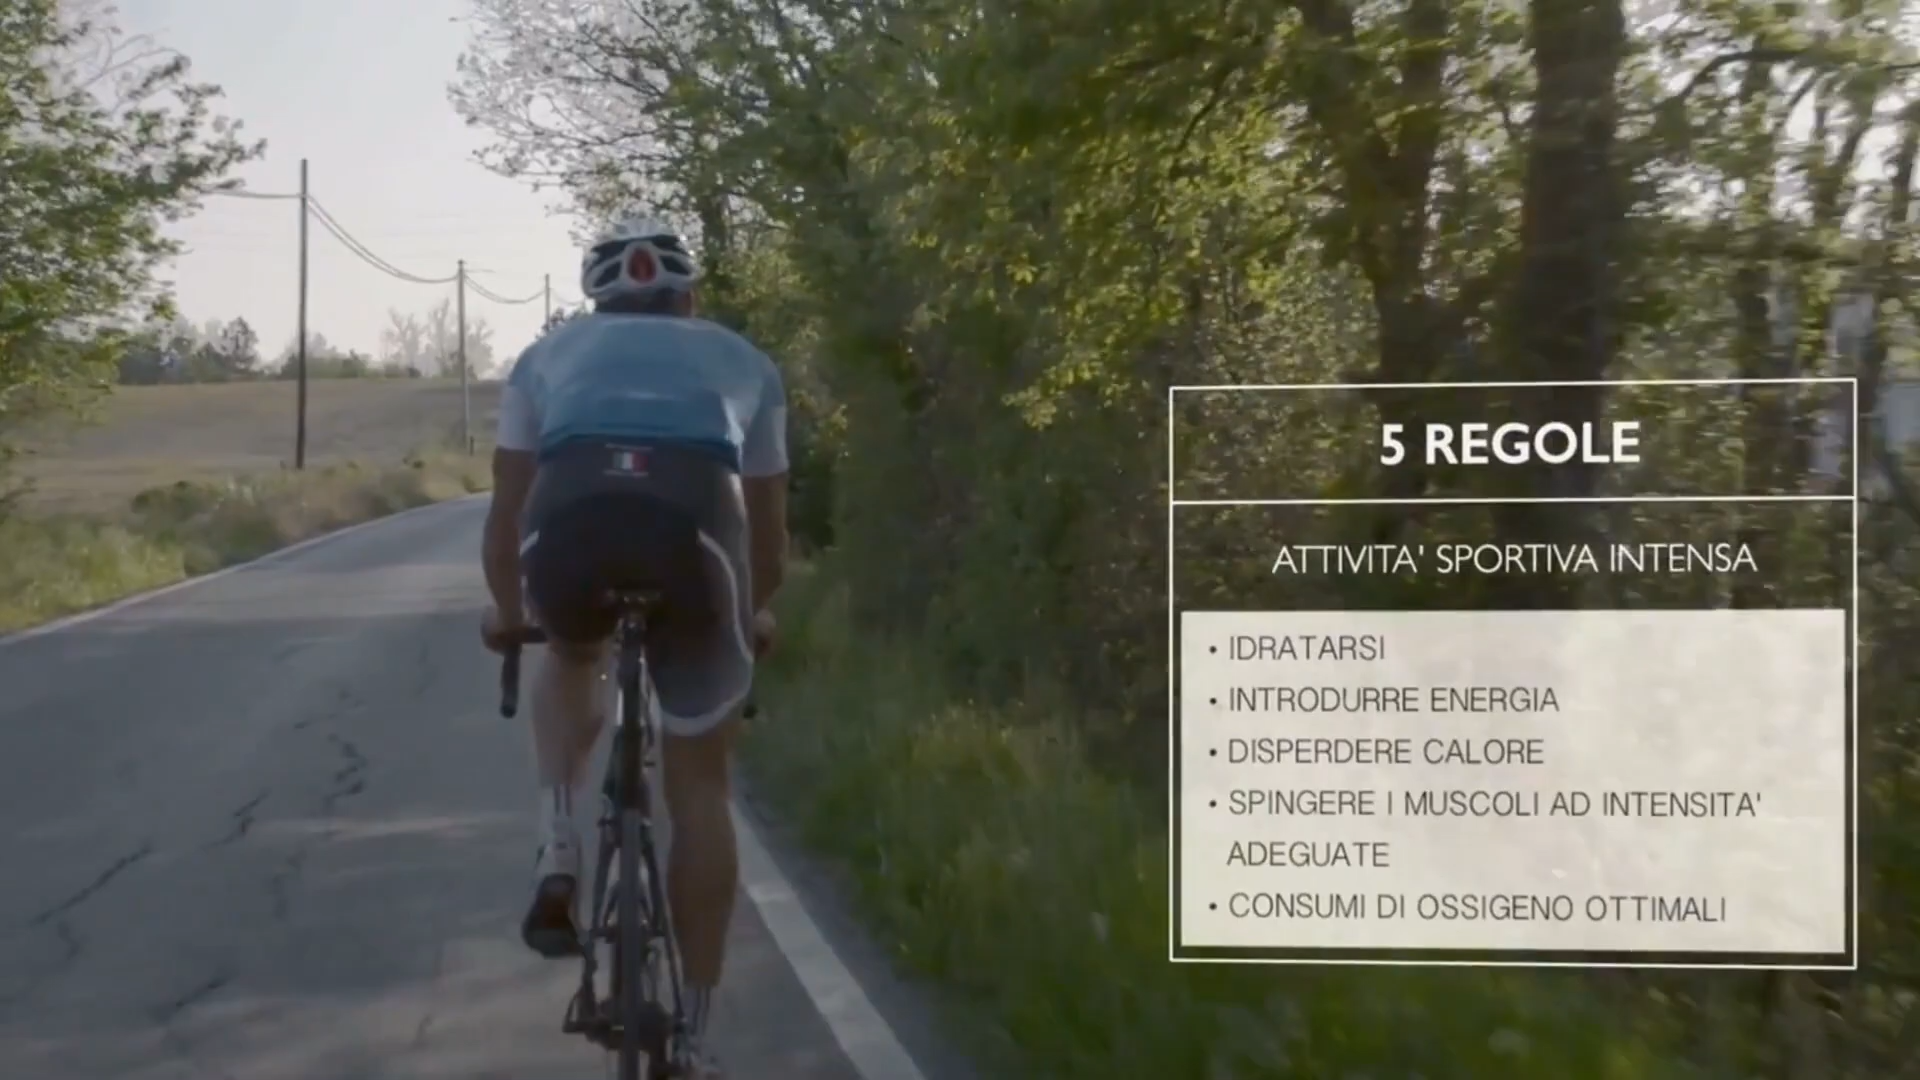 5 REGOLE
ATTIVITA' SPORTIVA INTENSA
• IDRATARSI
• INTRODURRE ENERGIA
• DISPERDERE CALORE
• SPINGERE I MUSCOLI AD INTENSITA'
ADEGUATE
• CONSUMI DI OSSIGENO OTTIMALI